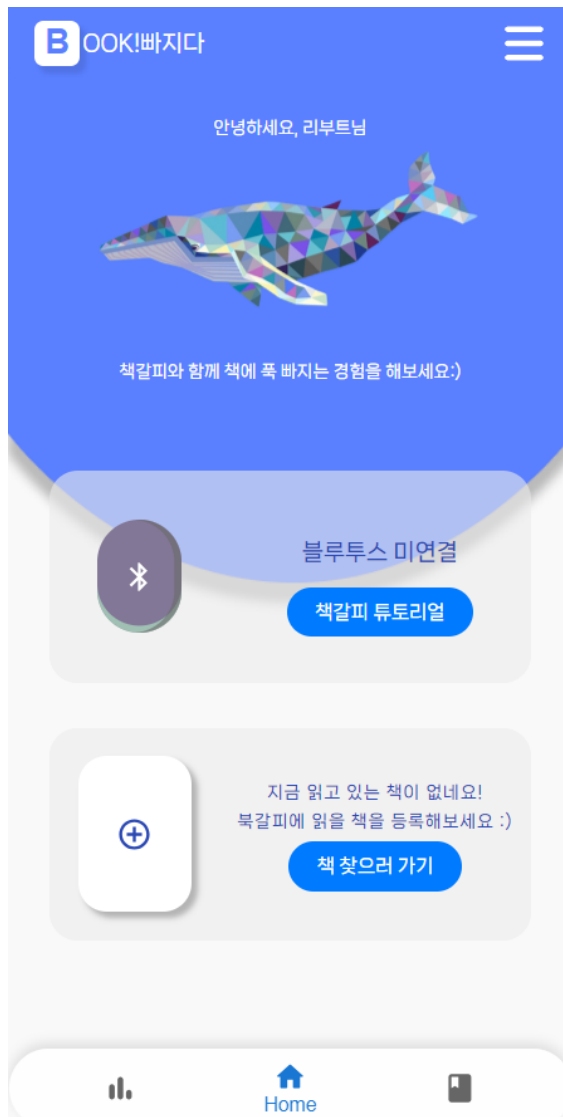 BOOK!빠지다
안녕하세요, 리부트님
책갈피와 함께 책에 푹 빠지는 경험을 해보세요:)
블루투스 미연결
책갈피 튜토리얼
지금 읽고 있는 책이 없네요!
북갈피에 읽을 책을 등록해보세요 :)
책 찾으러 가기
Home